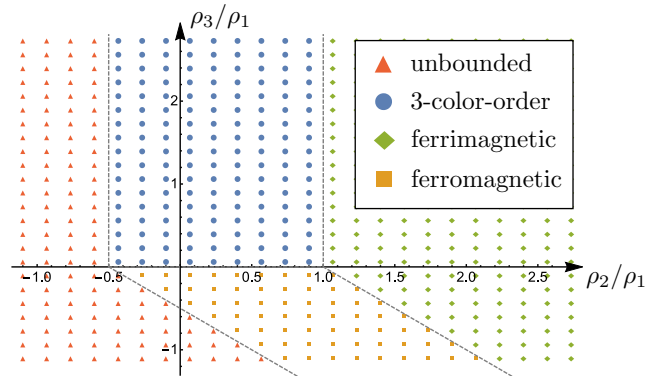 ρ₃/ρ₁
unbounded
3-color-order
ferrimagnetic
ferromagnetic
2
1
−1.0 −0.5 0.5 1.0 1.5 2.0 2.5 ρ₂/ρ₁
−1